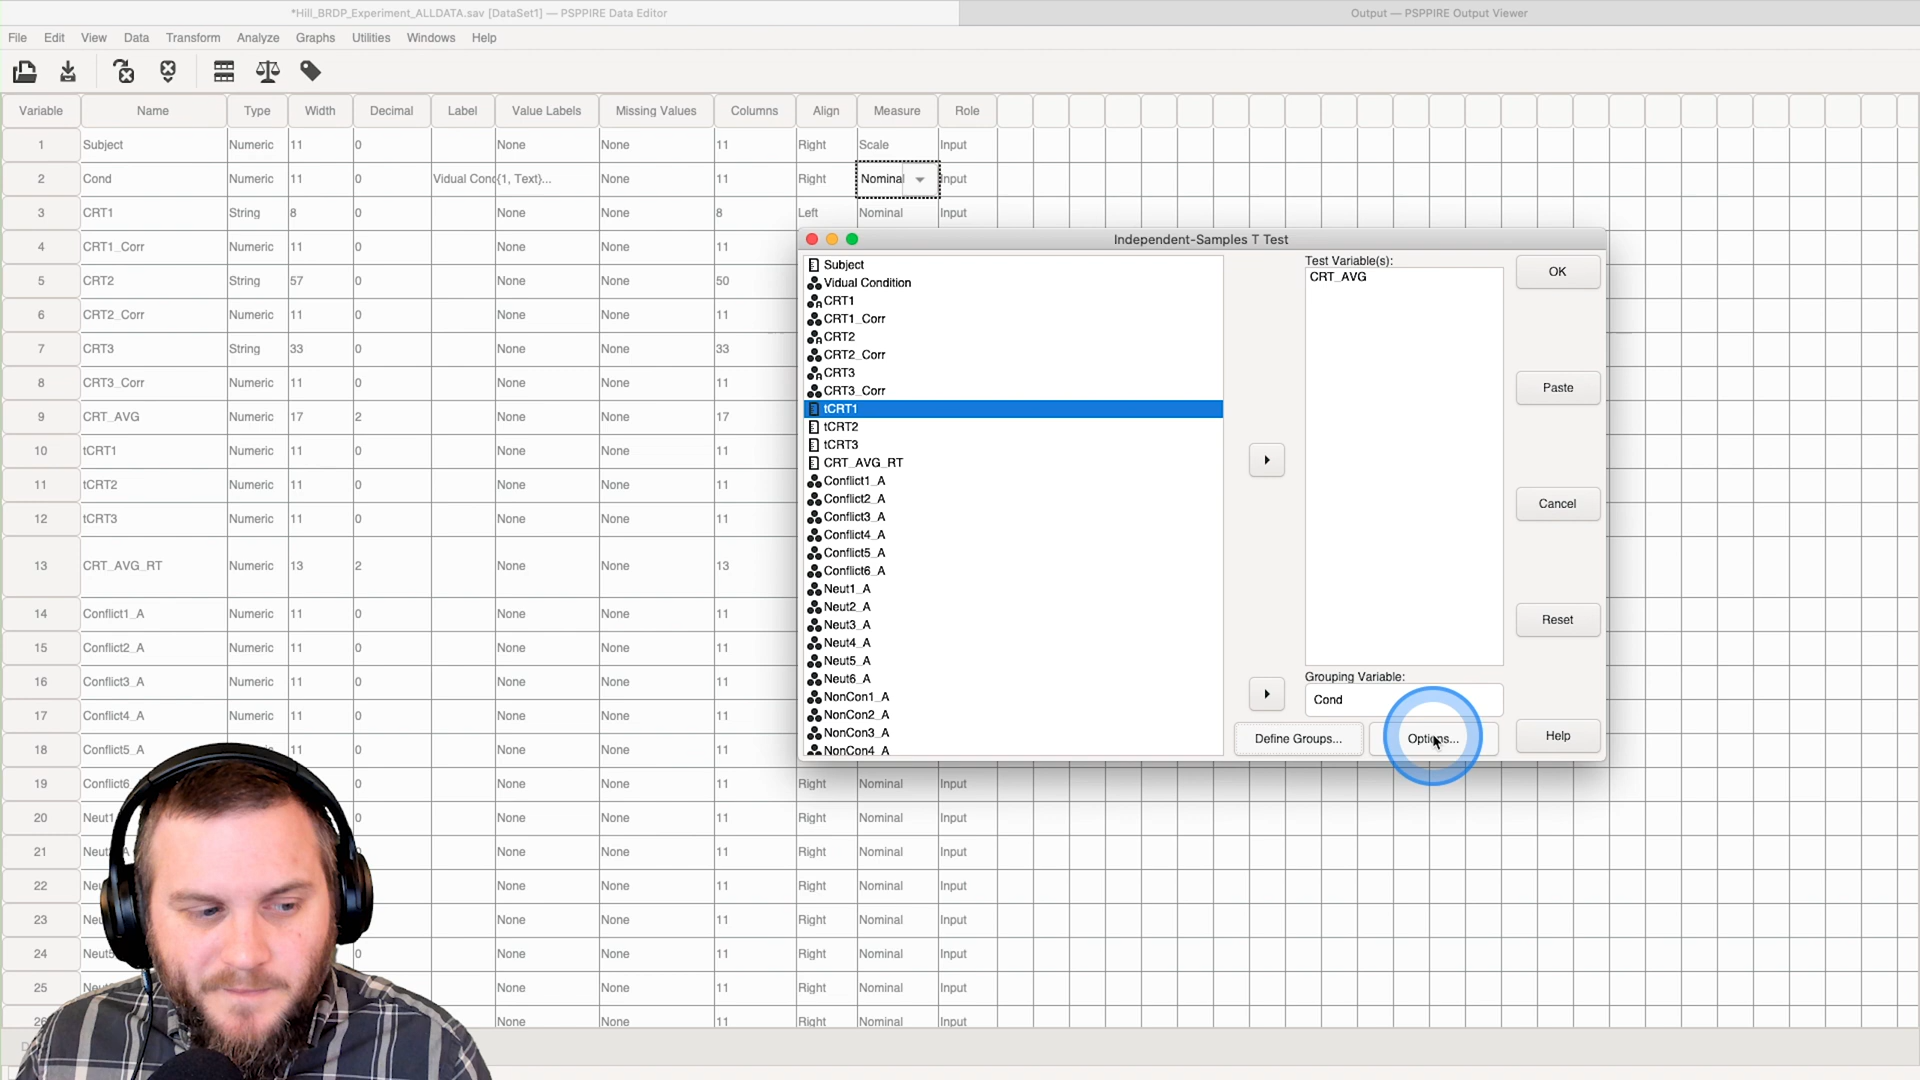 *Hill_BRDP_Experiment_ALLDATA.sav [DataSet1] — PSPPIRE Data Editor
Output — PSPPIRE Output Viewer
File Edit View Data Transform Analyze Graphs Utilities Windows Help
Variable Name Type Width Decimal Label Value Labels Missing Values Columns Align Measure Role
1 Subject Numeric 11 0 None None 11 Right Scale Input
2 Cond Numeric 11 0 Vidual Cond {1, Text}... None 11 Right Nominal Input
3 CRT1 String 8 0 None None 8 Left Nominal Input
4 CRT1_Corr Numeric 11 0 None None 11
5 CRT2 String 57 0 None None 50
6 CRT2_Corr Numeric 11 0 None None 11
7 CRT3 String 33 0 None None 33
8 CRT3_Corr Numeric 11 0 None None 11
9 CRT_AVG Numeric 17 2 None None 17
10 tCRT1 Numeric 11 0 None None 11
11 tCRT2 Numeric 11 0 None None 11
12 tCRT3 Numeric 11 0 None None 11
13 CRT_AVG_RT Numeric 13 2 None None 13
14 Conflict1_A Numeric 11 0 None None 11
15 Conflict2_A Numeric 11 0 None None 11
16 Conflict3_A Numeric 11 0 None None 11
17 Conflict4_A Numeric 11 0 None None 11
18 Conflict5_A 11 0 None None 11
19 Conflict6 11 0 None None 11 Right Nominal Input
20 Neut1 0 None None 11 Right Nominal Input
21 None None 11 Right Nominal Input
22 0 None None 11 Right Nominal Input
23 0 None None 11 Right Nominal Input
24 0 None None 11 Right Nominal Input
25 None None 11 Right Nominal Input
None None 11 Right Nominal Input
Independent-Samples T Test
Subject
Vidual Condition
CRT1
CRT1_Corr
CRT2
CRT2_Corr
CRT3
CRT3_Corr
tCRT1
tCRT2
tCRT3
CRT_AVG_RT
Conflict1_A
Conflict2_A
Conflict3_A
Conflict4_A
Conflict5_A
Conflict6_A
Neut1_A
Neut2_A
Neut3_A
Neut4_A
Neut5_A
Neut6_A
NonCon1_A
NonCon2_A
NonCon3_A
NonCon4_A
Test Variable(s):
CRT_AVG
Grouping Variable:
Cond
Define Groups... Options...
OK
Paste
Cancel
Reset
Help